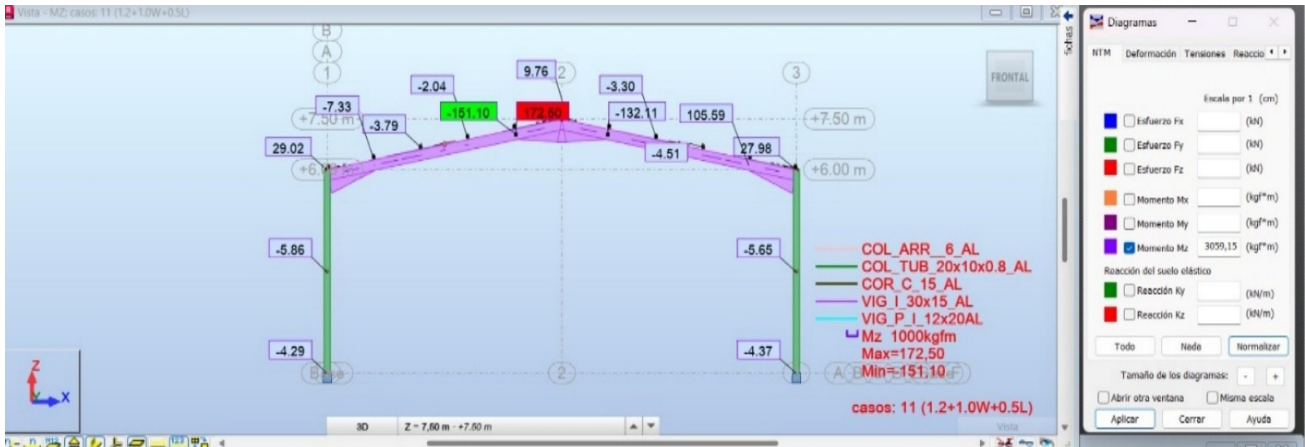 Vista - MZ; casos: 11 (1.2+1.0W+0.5L)
B
A
1
2
3
FRONTAL
9.76
-2.04
-3.30
-7.33
-151.10
172.50
-132.11
105.59
+7.50 m
-3.79
+7.50 m
29.02
-4.51
27.98
+6.00 m
-5.86
-5.65
COL_ARR__6_AL
COL_TUB_20x10x0.8_AL
COR_C_15_AL
VIG_I_30x15_AL
VIG_P_I_12x20AL
Mz 1000kgfm
Max=172,50
Min=-151,10
-4.29
-4.37
2
casos: 11 (1.2+1.0W+0.5L)
Z
X
3D
Z = 7,50 m - +7.50 m
Vista
Diagramas
NTM Deformación Tensiones Reaccio
Escala por 1 (cm)
Esfuerzo Fx (kN)
Esfuerzo Fy (kN)
Esfuerzo Fz (kN)
Momento Mx (kgf*m)
Momento My (kgf*m)
Momento Mz 3059,15 (kgf*m)
Reacción del suelo elástico
Reacción Ky (kN/m)
Reacción Kz (kN/m)
Todo Nade Normalizar
Tamaño de los diagramas: - +
Abrir otra ventana Misma escala
Aplicar Cerrar Ayuda